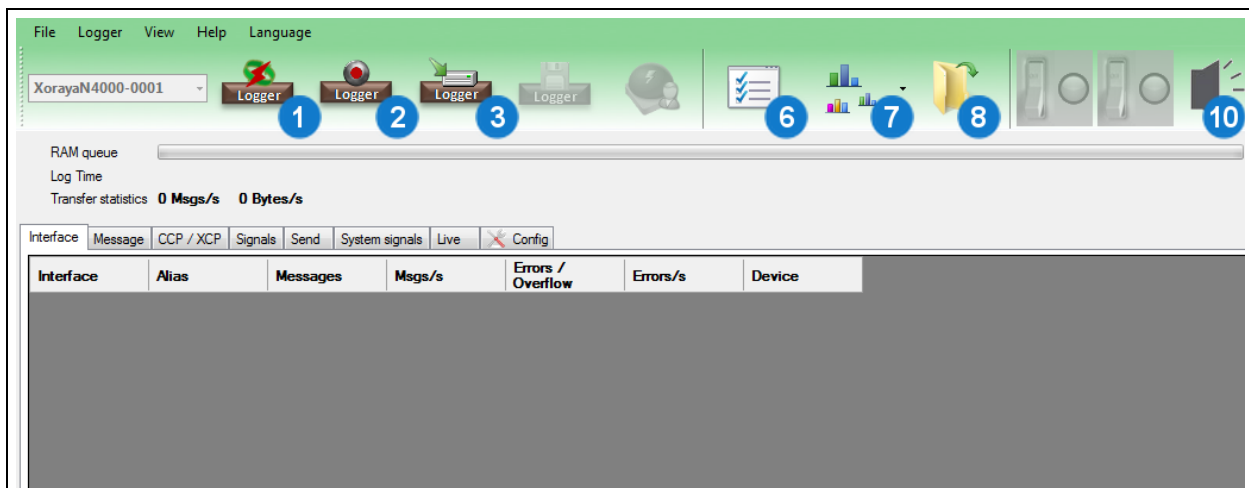 File Logger View Help Language
XorayaN4000-0001 Logger Logger Logger Logger
1 2 3 6 7 8 10
RAM queue
Log Time
Transfer statistics 0 Msgs/s 0 Bytes/s
Interface Message CCP / XCP Signals Send System signals Live Config
Interface Alias Messages Msgs/s Errors / Overflow Errors/s Device